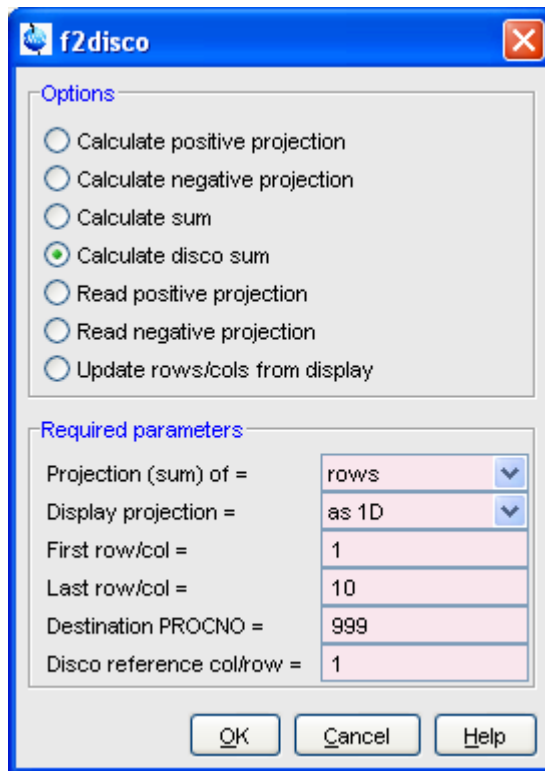 f2disco
Options
Calculate positive projection
Calculate negative projection
Calculate sum
Calculate disco sum
Read positive projection
Read negative projection
Update rows/cols from display
Required parameters
Projection (sum) of = rows
Display projection = as 1D
First row/col = 1
Last row/col = 10
Destination PROCNO = 999
Disco reference col/row = 1
OK Cancel Help